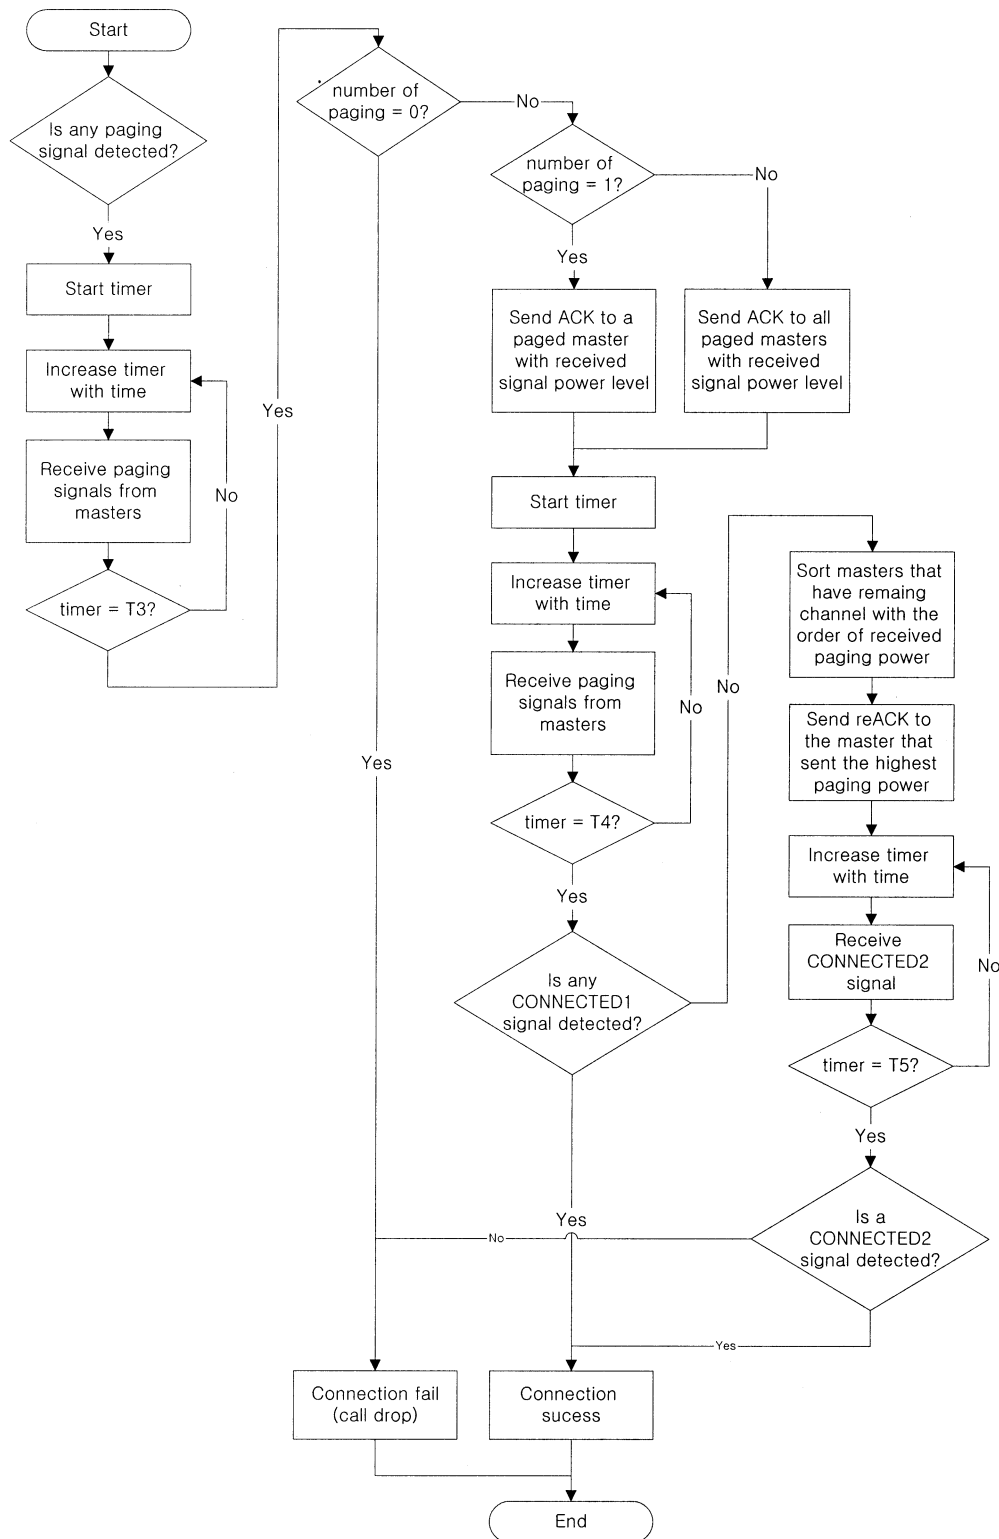 Start
Is any paging
signal detected?
Yes
Start timer
Increase timer
with time
Receive paging
signals from
masters
No
timer = T3?
Yes
number of
paging = 0?
No
Yes
number of
paging = 1?
No
Yes
Send ACK to a
paged master
with received
signal power level
Send ACK to all
paged masters
with received
signal power level
Start timer
Increase timer
with time
Receive paging
signals from
masters
No
timer = T4?
Yes
Is any
CONNECTED1
signal detected?
No
Yes
Sort masters that
have remaing
channel with the
order of received
paging power
Send reACK to
the master that
sent the highest
paging power
Increase timer
with time
Receive
CONNECTED2
signal
No
timer = T5?
Yes
Is a
CONNECTED2
signal detected?
No
Yes
Connection fail
(call drop)
Connection
sucess
End